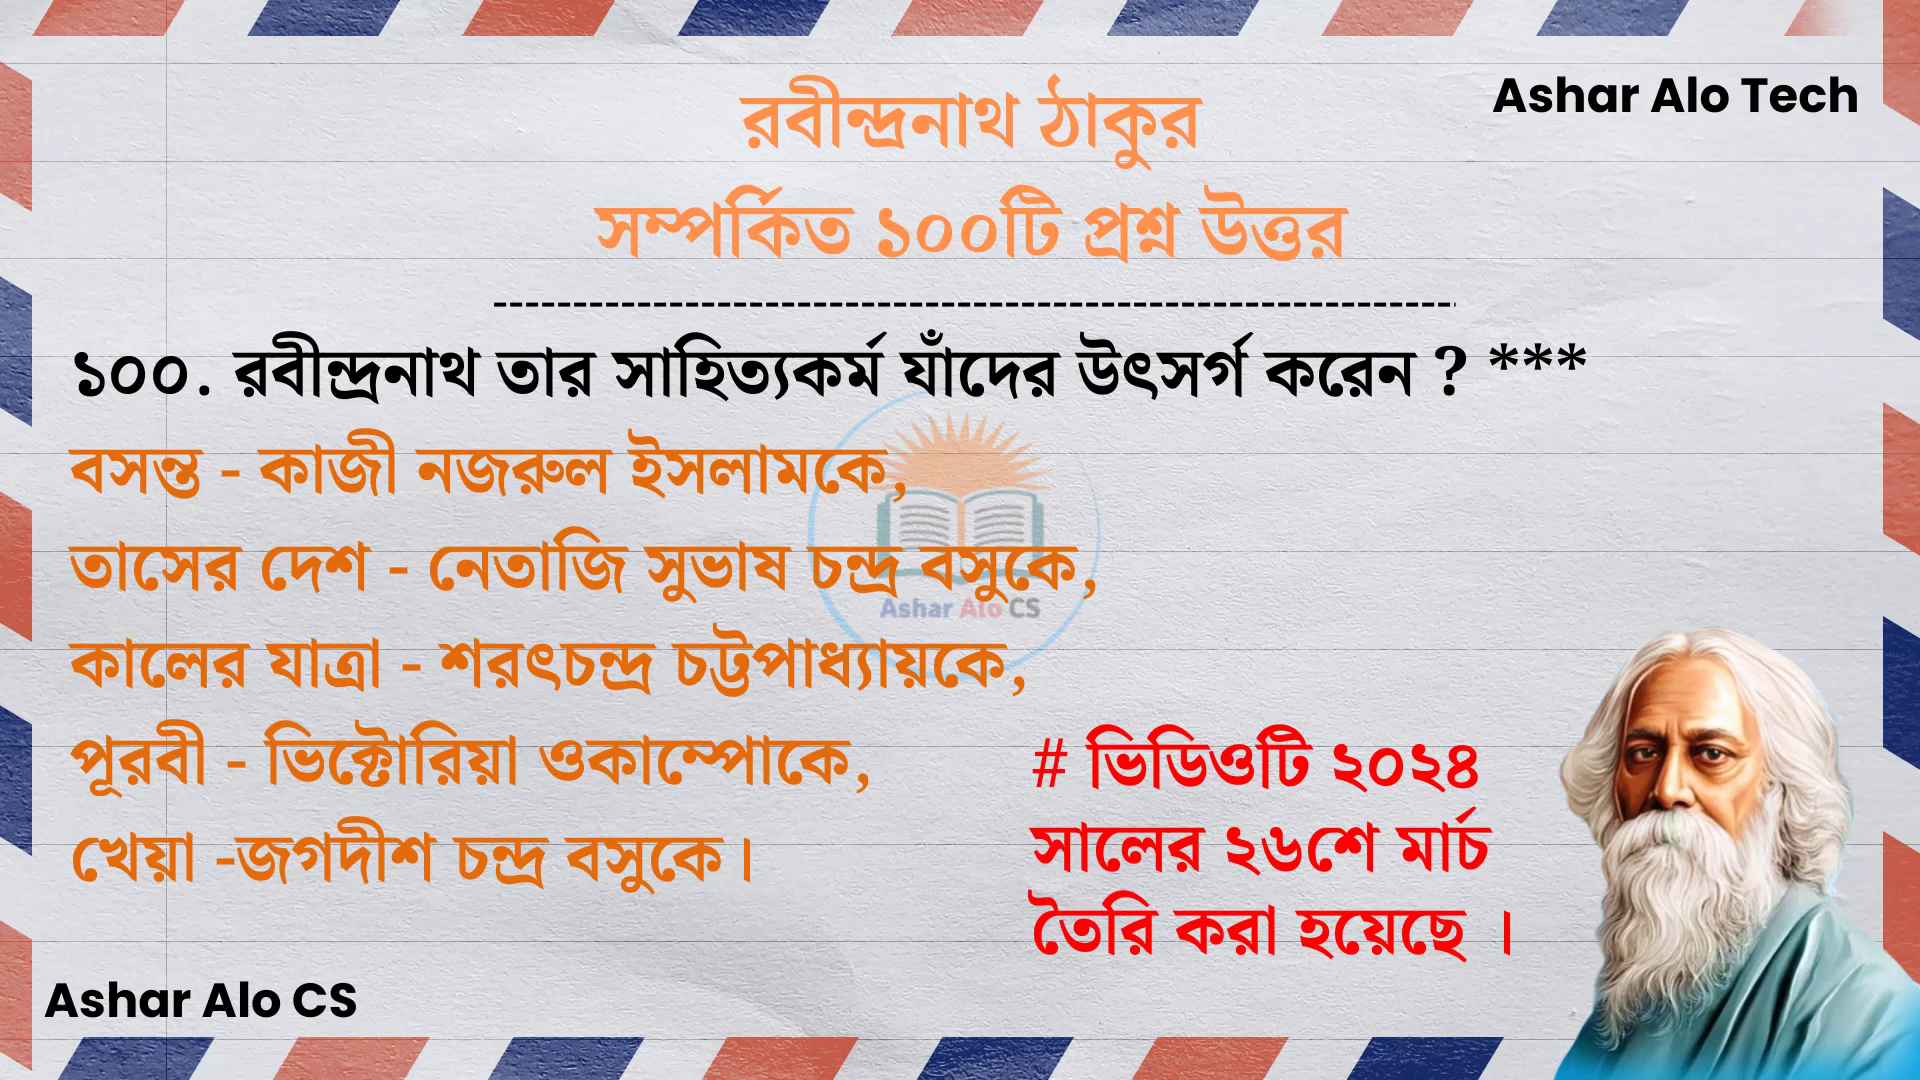 Ashar Alo Tech
রবীন্দ্রনাথ ঠাকুর
সম্পর্কিত ১০০টি প্রশ্ন উত্তর
১০০. রবীন্দ্রনাথ তার সাহিত্যকর্ম যাঁদের উৎসর্গ করেন ? ***
বসন্ত - কাজী নজরুল ইসলামকে,
তাসের দেশ - নেতাজি সুভাষ চন্দ্র বসুকে,
Ashar Alo CS
কালের যাত্রা - শরৎচন্দ্র চট্টপাধ্যায়কে,
পূরবী - ভিক্টোরিয়া ওকাম্পোকে,
খেয়া -জগদীশ চন্দ্র বসুকে।
# ভিডিওটি ২০২৪
সালের ২৬শে মার্চ
তৈরি করা হয়েছে ।
Ashar Alo CS